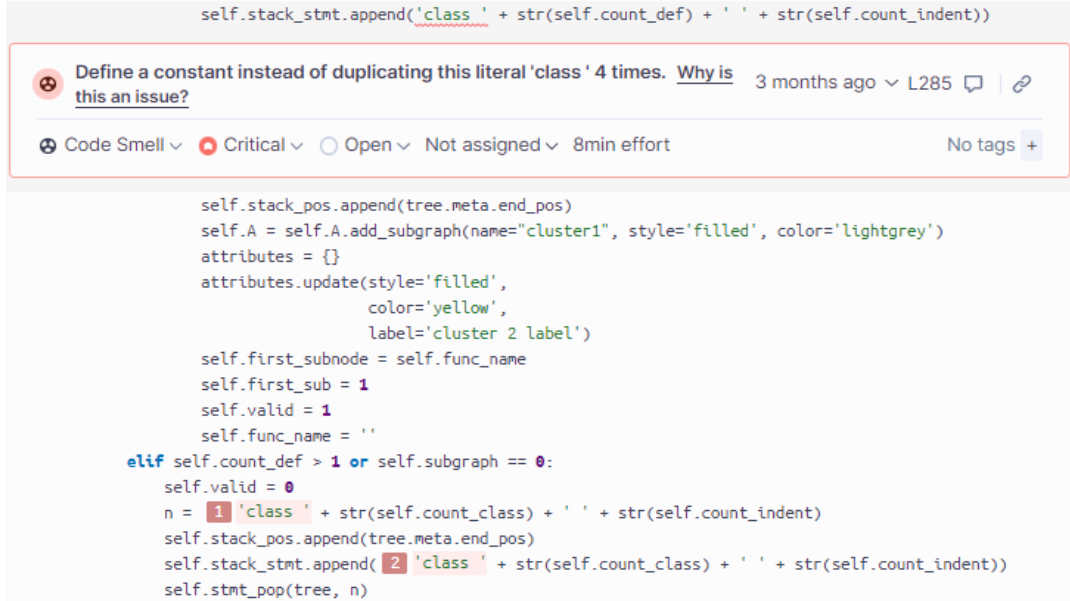 self.stack_stmt.append('class ' + str(self.count_def) + ' ' + str(self.count_indent))
Define a constant instead of duplicating this literal 'class ' 4 times. Why is
this an issue?
3 months ago L285
Code Smell Critical Open Not assigned 8min effort No tags +
self.stack_pos.append(tree.meta.end_pos)
self.A = self.A.add_subgraph(name="cluster1", style='filled', color='lightgrey')
attributes = {}
attributes.update(style='filled',
color='yellow',
label='cluster 2 label')
self.first_subnode = self.func_name
self.first_sub = 1
self.valid = 1
self.func_name = ''
elif self.count_def > 1 or self.subgraph == 0:
self.valid = 0
n = 1 'class ' + str(self.count_class) + ' ' + str(self.count_indent)
self.stack_pos.append(tree.meta.end_pos)
self.stack_stmt.append( 2 'class ' + str(self.count_class) + ' ' + str(self.count_indent))
self.stmt_pop(tree, n)